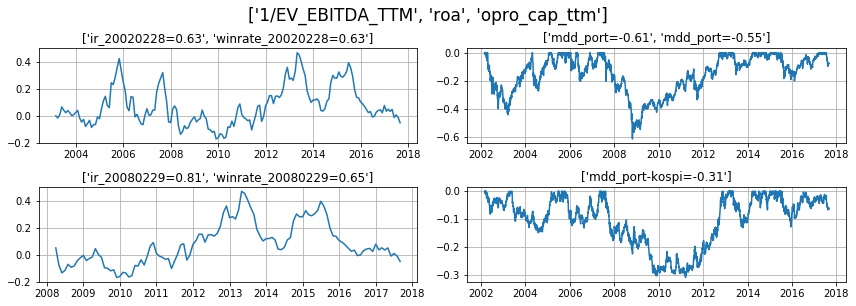 ['1/EV_EBITDA_TTM', 'roa', 'opro_cap_ttm']
['ir_20020228=0.63', 'winrate_20020228=0.63']
0.4
0.2
0.0
−0.2
2004 2006 2008 2010 2012 2014 2016 2018
['mdd_port=-0.61', 'mdd_port=-0.55']
0.0
−0.2
−0.4
−0.6
2002 2004 2006 2008 2010 2012 2014 2016 2018
['ir_20080229=0.81', 'winrate_20080229=0.65']
0.4
0.2
0.0
−0.2
2008 2009 2010 2011 2012 2013 2014 2015 2016 2017 2018
['mdd_port-kospi=-0.31']
0.0
−0.1
−0.2
−0.3
2002 2004 2006 2008 2010 2012 2014 2016 2018